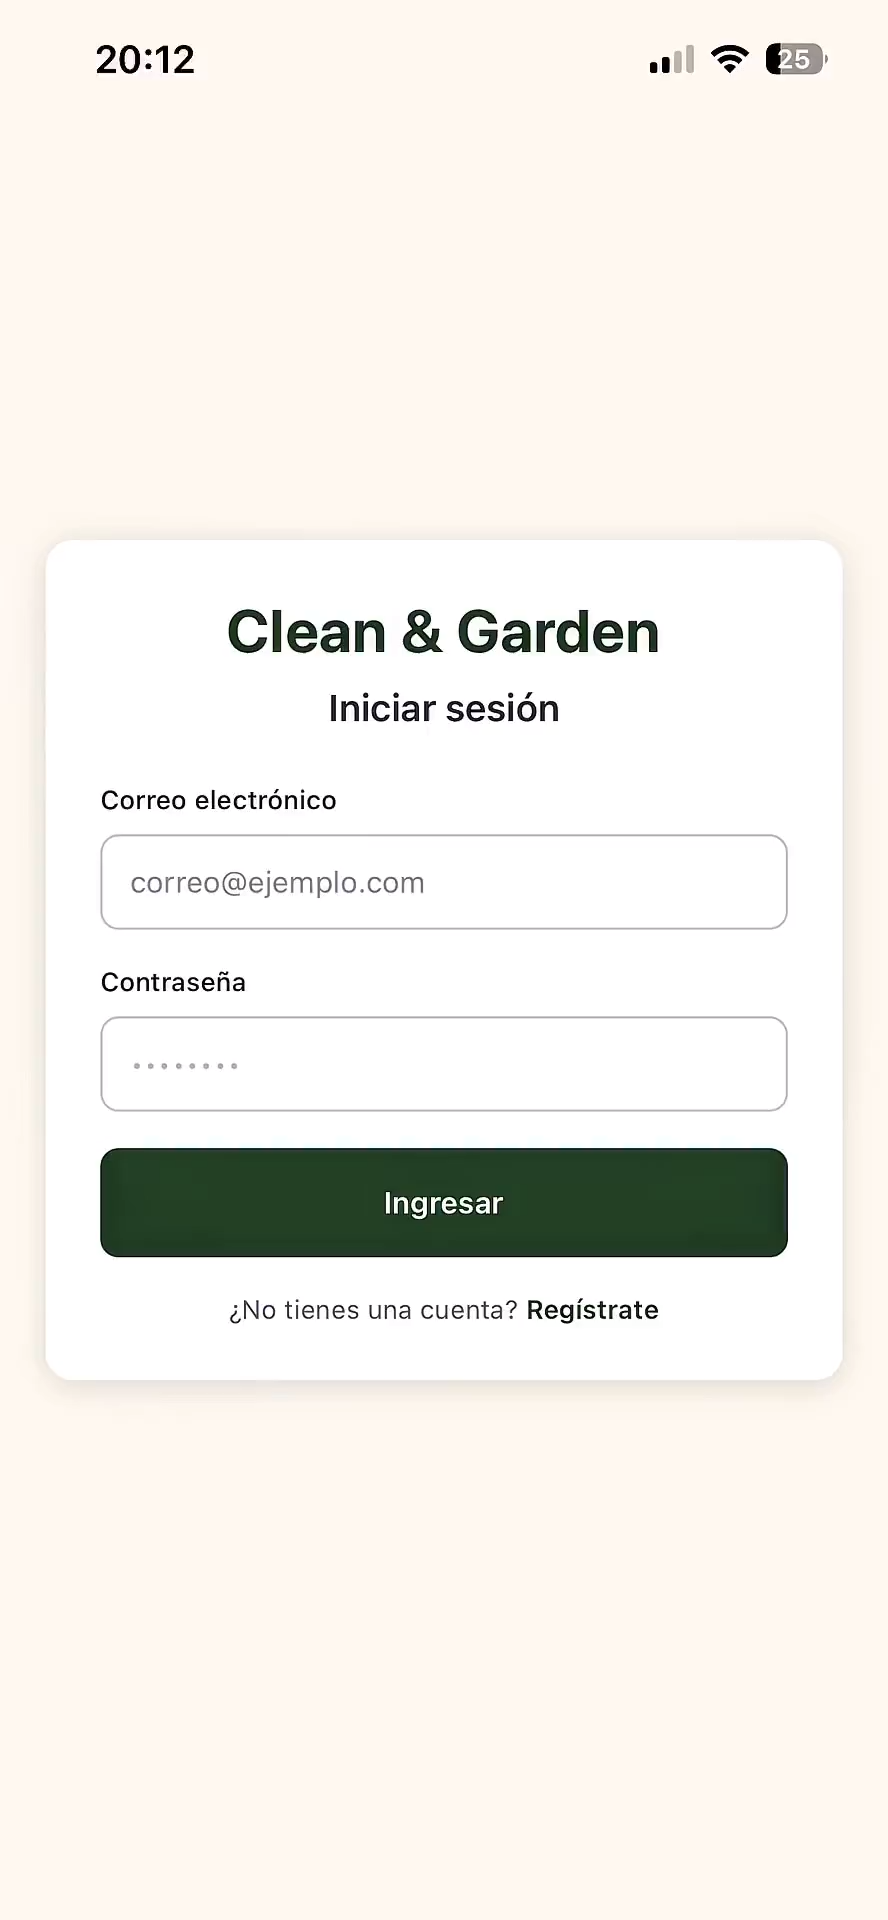 20:12
25
Clean & Garden
Iniciar sesión
Correo electrónico
correo@ejemplo.com
Contraseña
••••••••
Ingresar
¿No tienes una cuenta? Regístrate